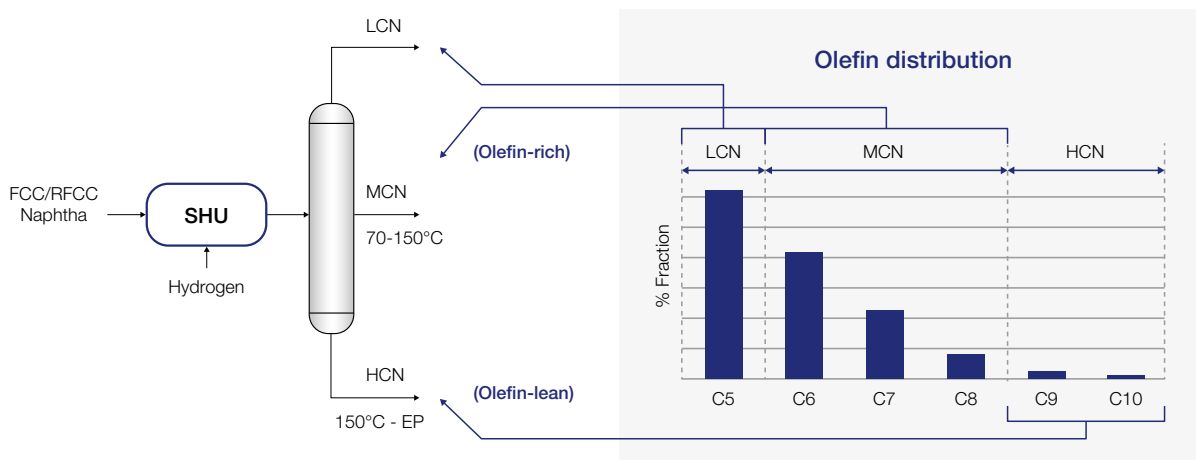 LCN
Olefin distribution
(Olefin-rich)
LCN
MCN
HCN
FCC/RFCC
Naphtha
SHU
MCN
70-150°C
Hydrogen
% Fraction
HCN
(Olefin-lean)
150°C - EP
C5
C6
C7
C8
C9
C10